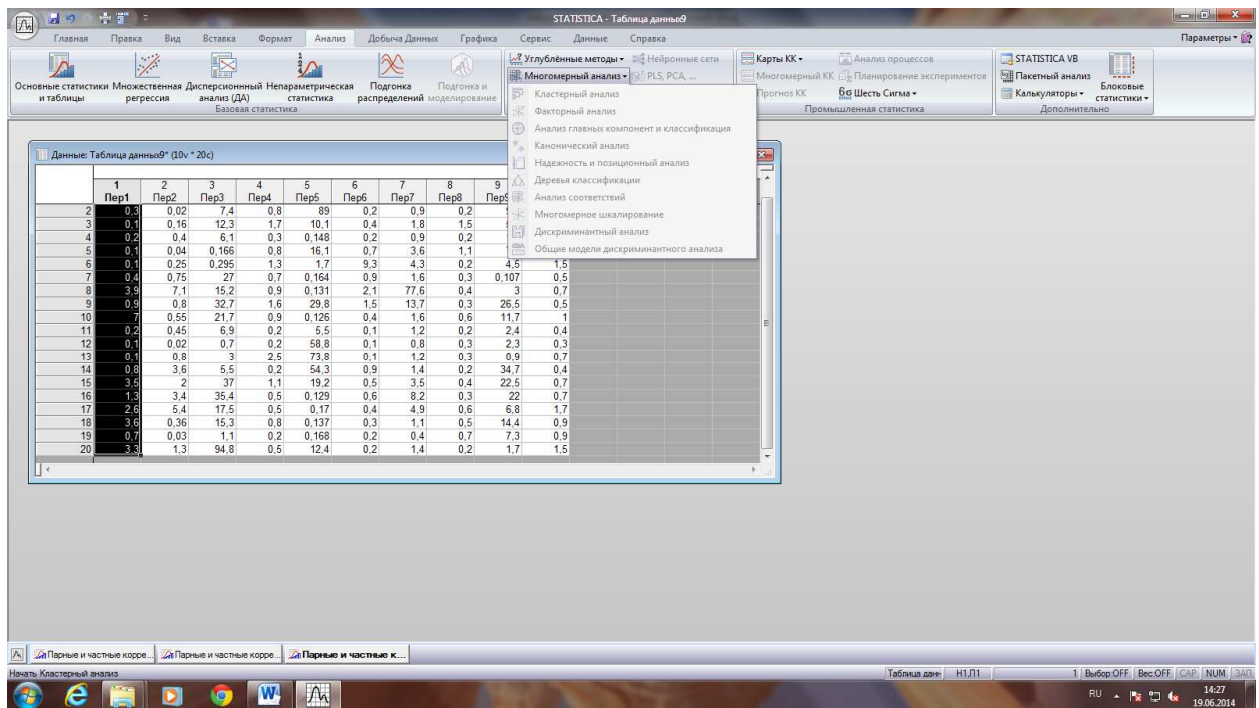 STATISTICA - Таблица данных9
Главная Правка Вид Вставка Формат Анализ Добыча Данных Графика Сервис Данные Справка Параметры
Основные статистики и таблицы
Множественная регрессия
Дисперсионный анализ (ДА)
Непараметрическая статистика
Подгонка распределений
Подгонка и моделирование
Базовая статистика
Углублённые методы Нейронные сети
Многомерный анализ PLS, PCA, ...
Карты КК Анализ процессов
Многомерный КК Планирование экспериментов
Прогноз КК 6σ Шесть Сигма
Промышленная статистика
STATISTICA VB
Пакетный анализ
Калькуляторы
Блоковые статистики
Дополнительно
Кластерный анализ
Факторный анализ
Анализ главных компонент и классификация
Канонический анализ
Надежность и позиционный анализ
Деревья классификации
Анализ соответствий
Многомерное шкалирование
Дискриминантный анализ
Общие модели дискриминантного анализа
Данные: Таблица данных9* (10v * 20c)
1 2 3 4 5 6 7 8 9
Пер1 Пер2 Пер3 Пер4 Пер5 Пер6 Пер7 Пер8
2 0,3 0,02 7,4 0,8 89 0,2 0,9 0,2
3 0,1 0,16 12,3 1,7 10,1 0,4 1,8 1,5
4 0,2 0,4 6,1 0,3 0,148 0,2 0,9 0,2
5 0,1 0,04 0,166 0,8 16,1 0,7 3,6 1,1
6 0,1 0,25 0,295 1,3 1,7 9,3 4,3 0,2 4,5 1,5
7 0,4 0,75 27 0,7 0,164 0,9 1,6 0,3 0,107 0,5
8 3,9 7,1 15,2 0,9 0,131 2,1 77,6 0,4 3 0,7
9 0,9 0,8 32,7 1,6 29,8 1,5 13,7 0,3 26,5 0,5
10 7 0,55 21,7 0,9 0,126 0,4 1,6 0,6 11,7 1
11 0,2 0,45 6,9 0,2 5,5 0,1 1,2 0,2 2,4 0,4
12 0,1 0,02 0,7 0,2 58,8 0,1 0,8 0,3 2,3 0,3
13 0,1 0,8 3 2,5 73,8 0,1 1,2 0,3 0,9 0,7
14 0,8 3,6 5,5 0,2 54,3 0,9 1,4 0,2 34,7 0,4
15 3,5 2 37 1,1 19,2 0,5 3,5 0,4 22,5 0,7
16 1,3 3,4 35,4 0,5 0,129 0,6 8,2 0,3 22 0,7
17 2,6 5,4 17,5 0,5 0,17 0,4 4,9 0,6 6,8 1,7
18 3,6 0,36 15,3 0,8 0,137 0,3 1,1 0,5 14,4 0,9
19 0,7 0,03 1,1 0,2 0,168 0,2 0,4 0,7 7,3 0,9
20 3,3 1,3 94,8 0,5 12,4 0,2 1,4 0,2 1,7 1,5
Парные и частные корре... Парные и частные корре... Парные и частные к...
Начать Кластерный анализ Таблица дан Н1,П1 1 Выбор:OFF Вес:OFF CAP NUM ЗАП
RU 14:27
19.06.2014